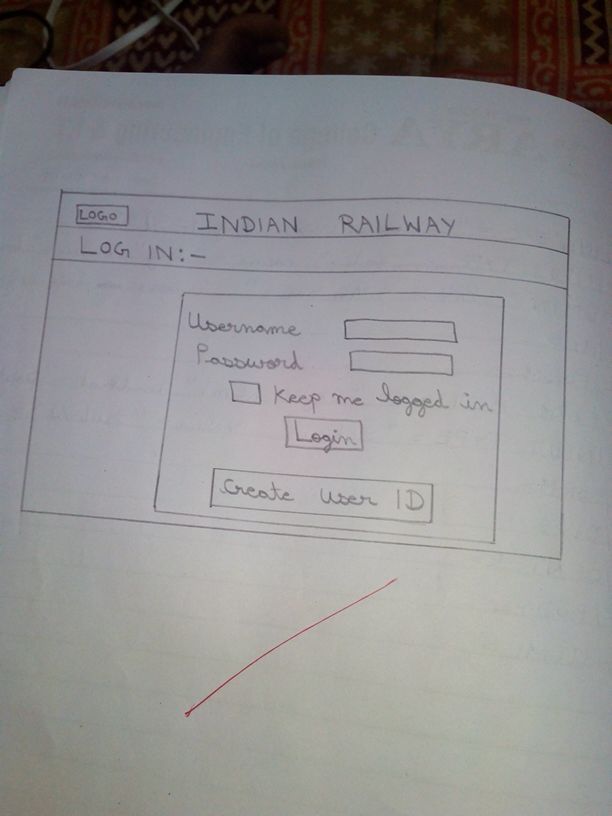 LOGO INDIAN RAILWAY
LOG IN:-
Username
Password
Keep me logged in
Login
Create User ID